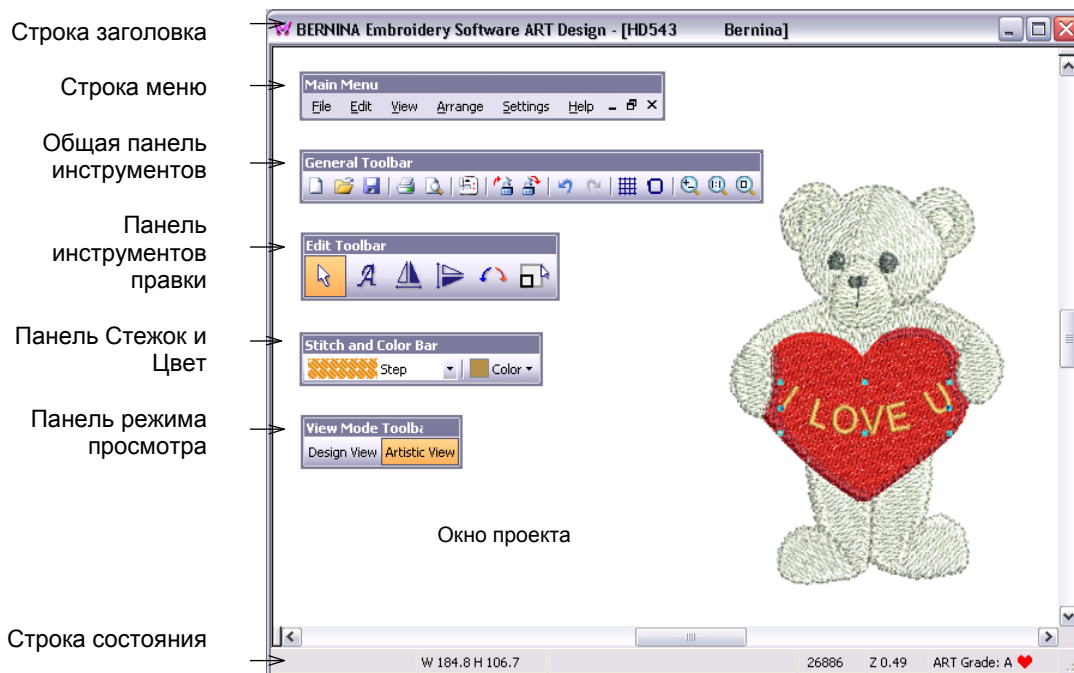 Строка заголовка
BERNINA Embroidery Software ART Design - [HD543 Bernina]
Строка меню
Main Menu
File Edit View Arrange Settings Help
Общая панель
инструментов
General Toolbar
Панель
инструментов
правки
Edit Toolbar
A
Панель Стежок и
Цвет
Stitch and Color Bar
Step Color
Панель режима
просмотра
View Mode Toolba
Design View Artistic View
I LOVE U
Окно проекта
Строка состояния
W 184.8 H 106.7 26886 Z 0.49 ART Grade: A